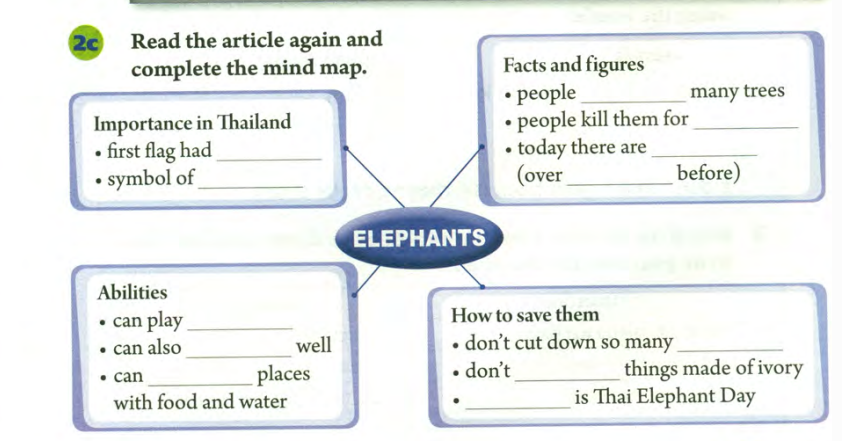 2c
Read the article again and
complete the mind map.
Importance in Thailand
• first flag had __________
• symbol of __________
Facts and figures
• people __________ many trees
• people kill them for __________
• today there are __________
(over __________ before)
ELEPHANTS
Abilities
• can play __________
• can also __________ well
• can __________ places
with food and water
How to save them
• don't cut down so many __________
• don't __________ things made of ivory
• __________ is Thai Elephant Day